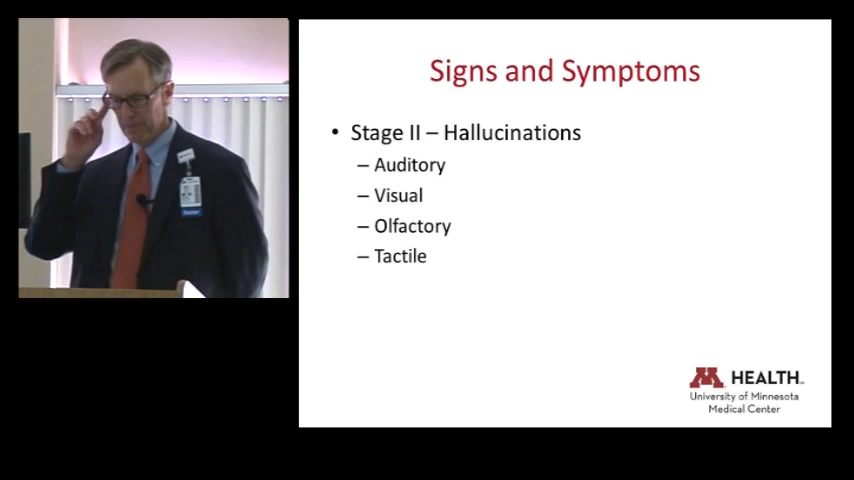 Signs and Symptoms
• Stage II – Hallucinations
– Auditory
– Visual
– Olfactory
– Tactile
M HEALTH
University of Minnesota
Medical Center